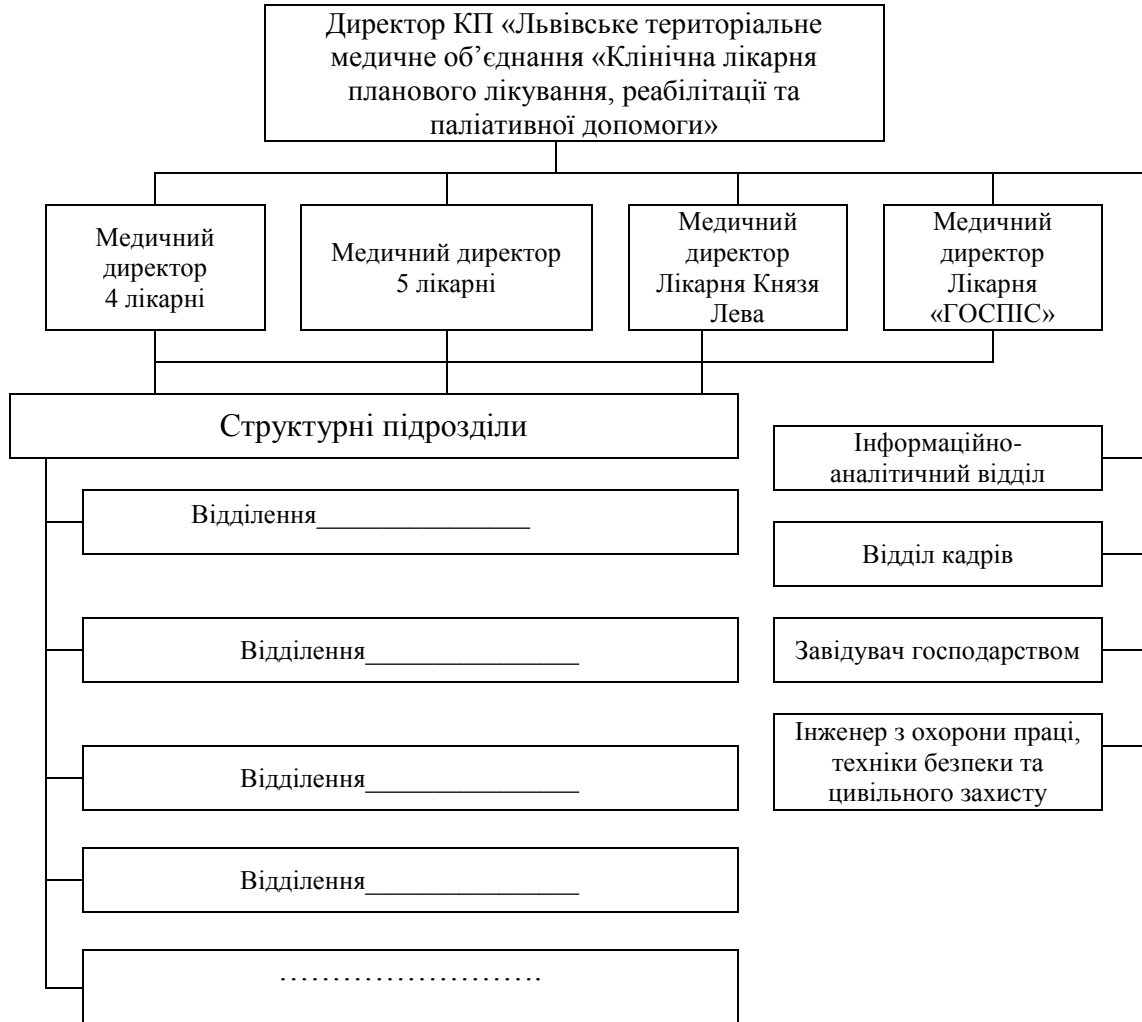 Директор КП «Львівське територіальне
медичне об’єднання «Клінічна лікарня
планового лікування, реабілітації та
паліативної допомоги»
Медичний
директор
4 лікарні
Медичний директор
5 лікарні
Медичний
директор
Лікарня Князя
Лева
Медичний
директор
Лікарня
«ГОСПІС»
Структурні підрозділи
Відділення________________
Відділення________________
Відділення________________
Відділення________________
…………………….
Інформаційно-
аналітичний відділ
Відділ кадрів
Завідувач господарством
Інженер з охорони праці,
техніки безпеки та
цивільного захисту